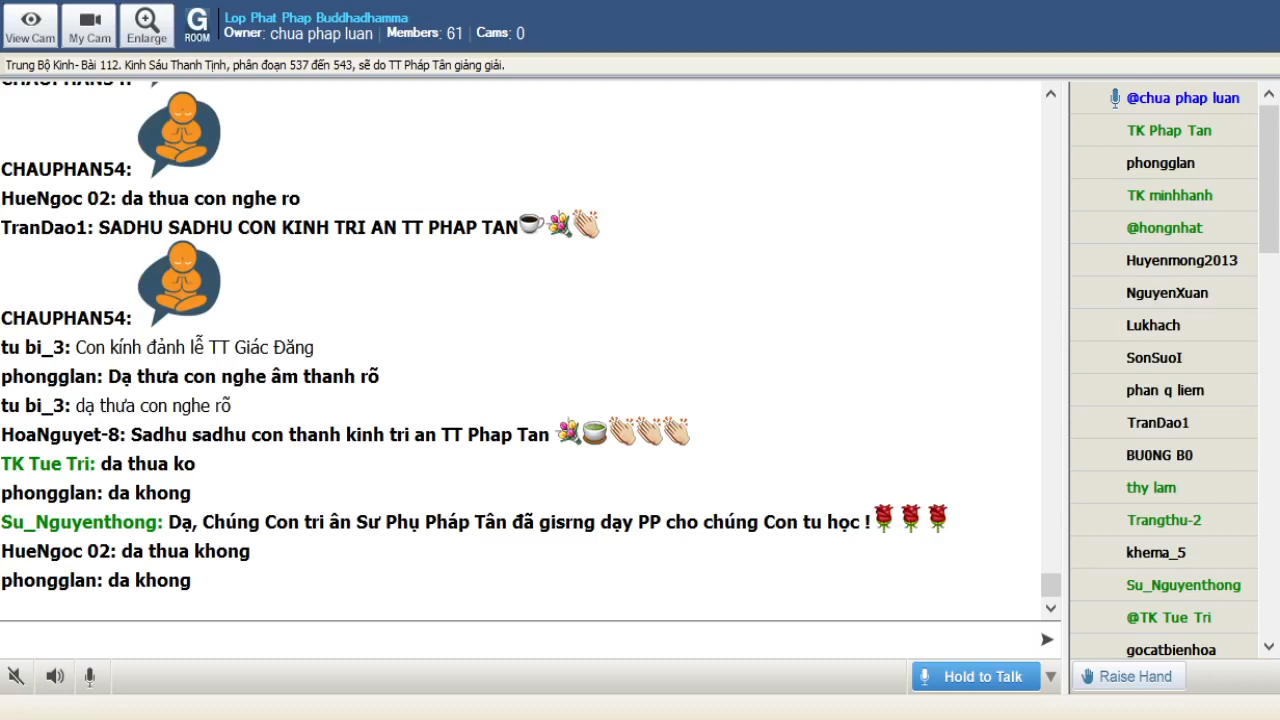 View Cam
My Cam
Enlarge
G
ROOM
Lop Phat Phap Buddhadhamma
Owner: chua phap luan | Members: 61 | Cams: 0
Trung Bộ Kinh- Bài 112. Kinh Sáu Thanh Tịnh, phân đoạn 537 đến 543, sẽ do TT Pháp Tân giảng giải.
CHAUPHAN54:
HueNgoc 02: da thua con nghe ro
TranDao1: SADHU SADHU CON KINH TRI AN TT PHAP TAN
CHAUPHAN54:
tu bi_3: Con kính đảnh lễ TT Giác Đăng
phongglan: Dạ thưa con nghe âm thanh rõ
tu bi_3: dạ thưa con nghe rõ
HoaNguyet-8: Sadhu sadhu con thanh kinh tri an TT Phap Tan
TK Tue Tri: da thua ko
phongglan: da khong
Su_Nguyenthong: Dạ, Chúng Con tri ân Sư Phụ Pháp Tân đã gisrng dạy PP cho chúng Con tu học !
HueNgoc 02: da thua khong
phongglan: da khong
@chua phap luan
TK Phap Tan
phongglan
TK minhhanh
@hongnhat
Huyenmong2013
NguyenXuan
Lukhach
SonSuoI
phan q liem
TranDao1
BU0NG B0
thy lam
Trangthu-2
khema_5
Su_Nguyenthong
@TK Tue Tri
gocatbienhoa
Hold to Talk
Raise Hand